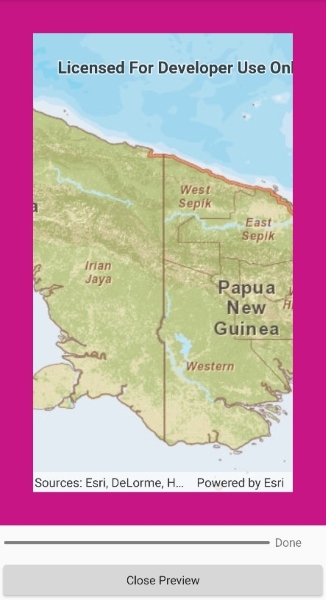 Licensed For Developer Use Onl
West
Sepik
East
Sepik
Irian
Jaya
Papua
New
Guinea
Western
Sources: Esri, DeLorme, H... Powered by Esri
Done
Close Preview